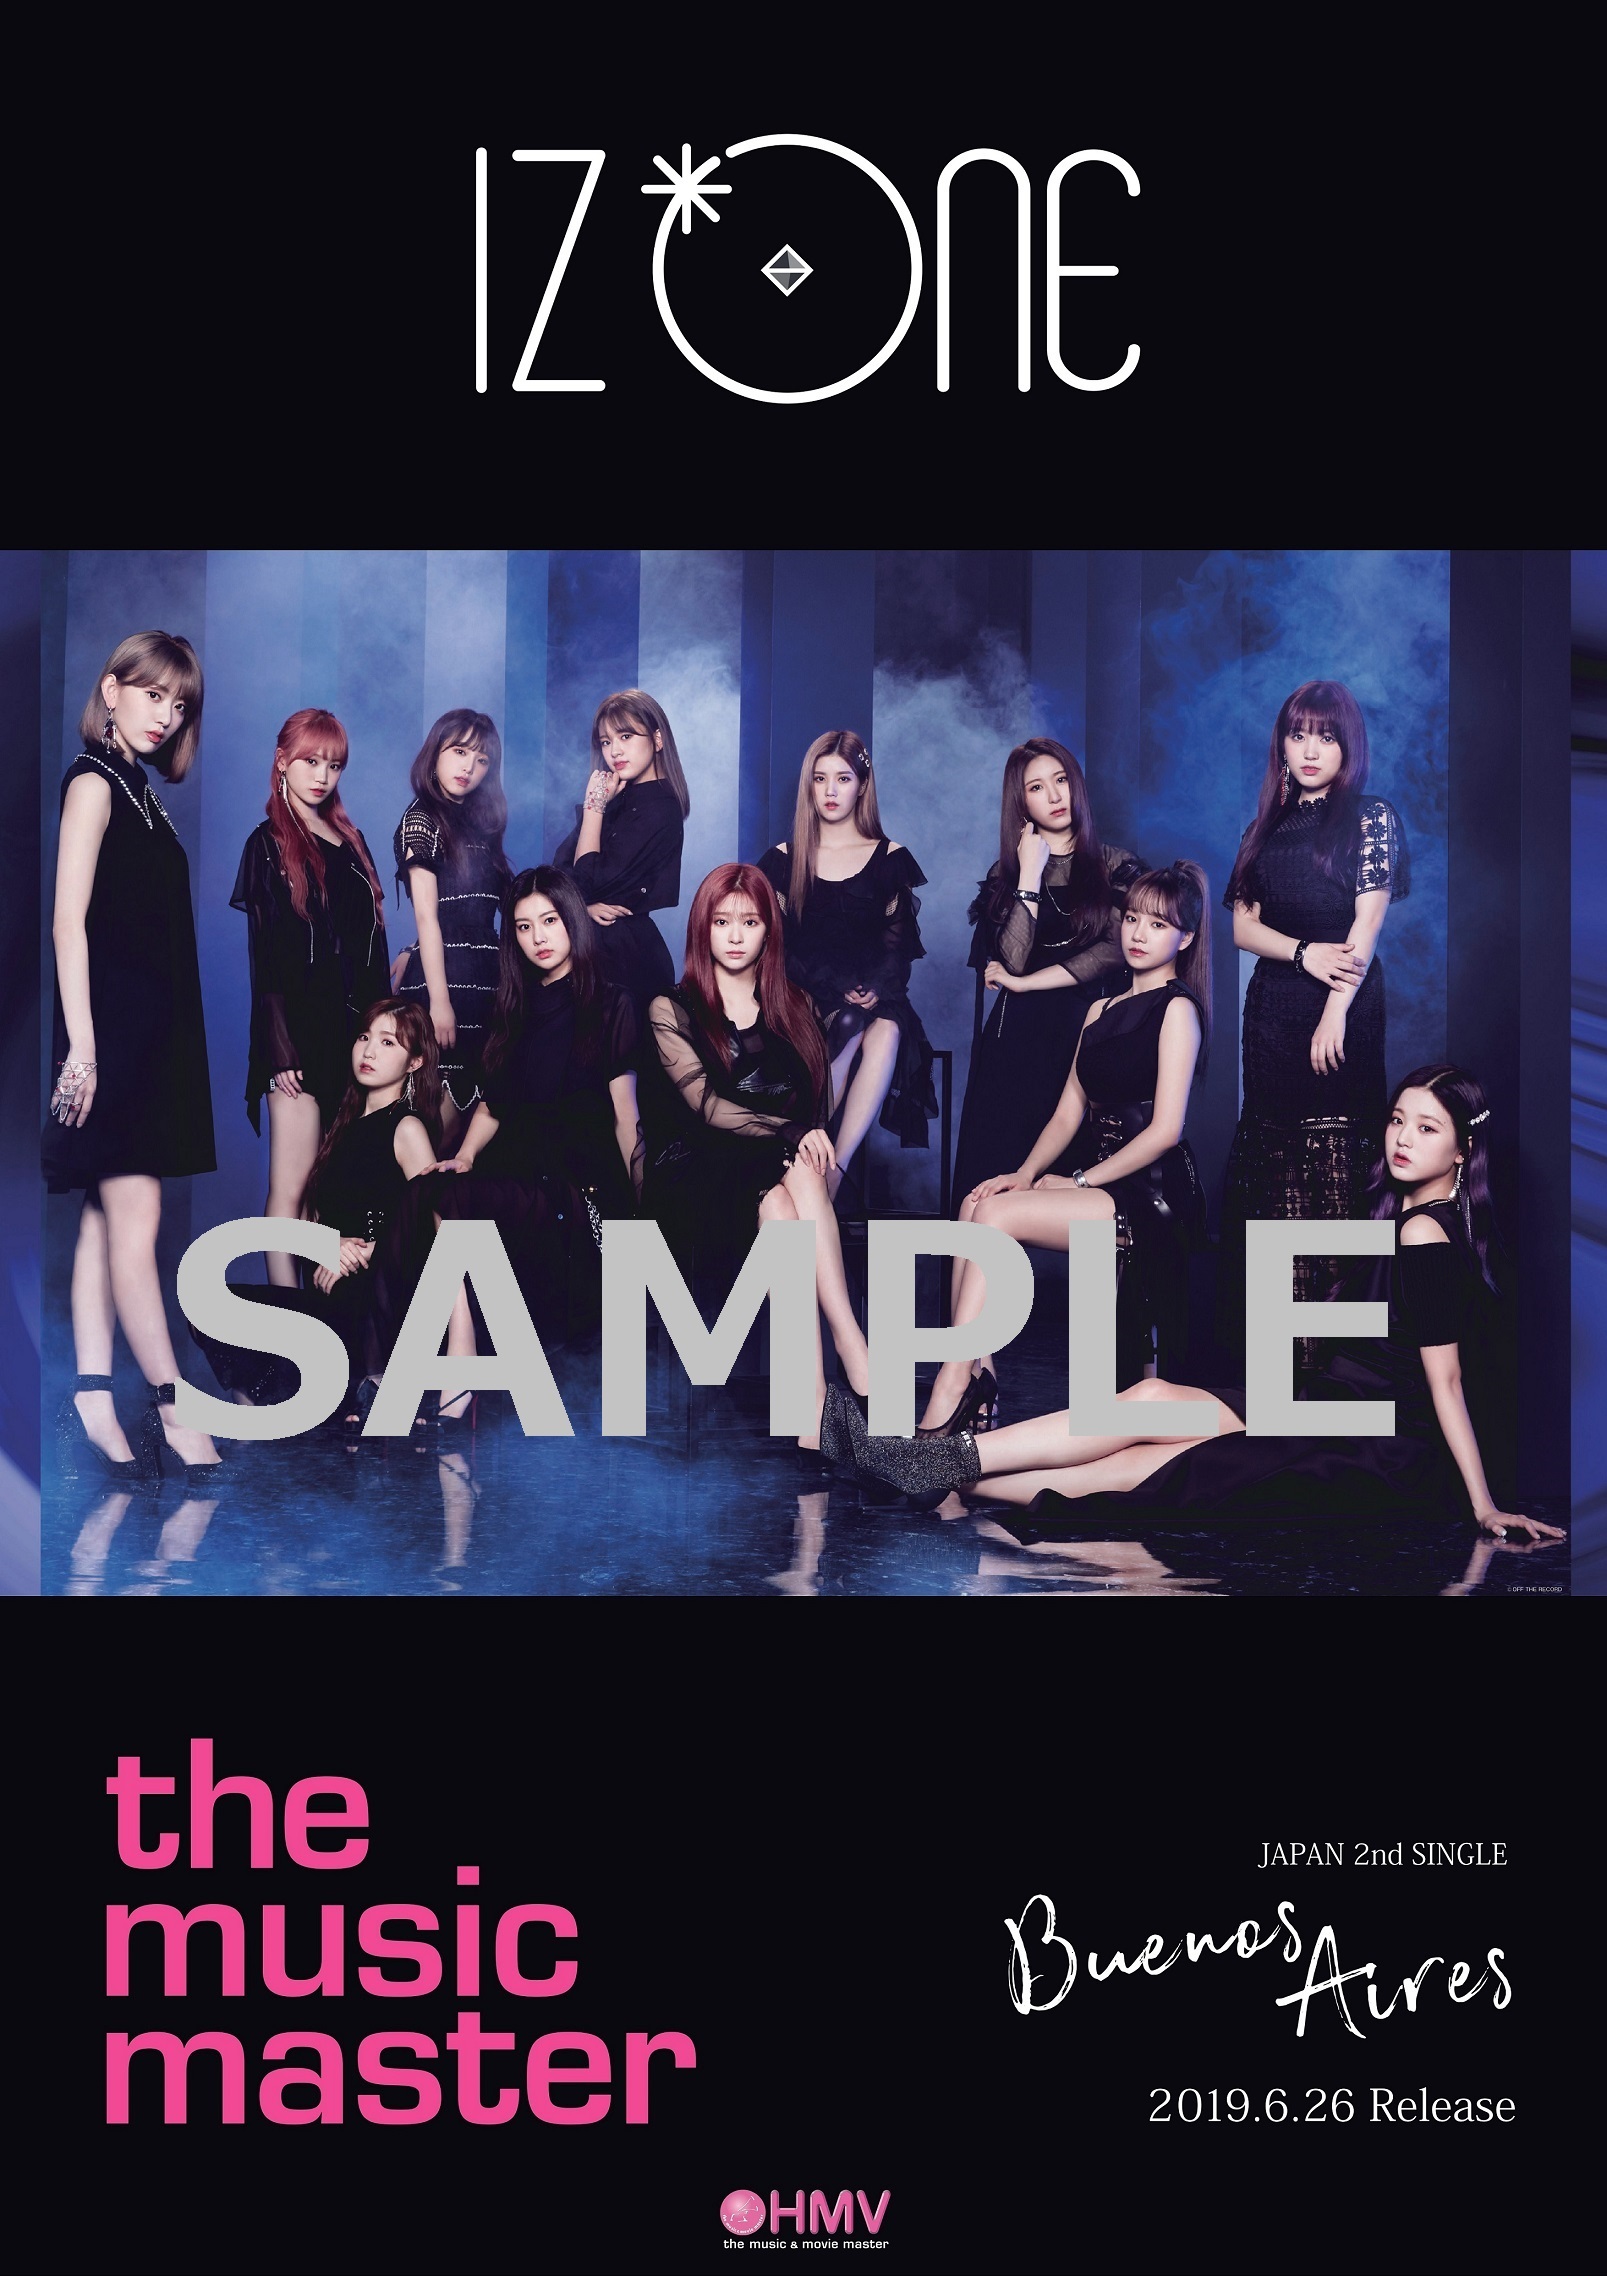 IZ*ONE
SAMPLE
© OFF THE RECORD
the
music
master
JAPAN 2nd SINGLE
Buenos
Aires
2019.6.26 Release
HMV
the music & movie master